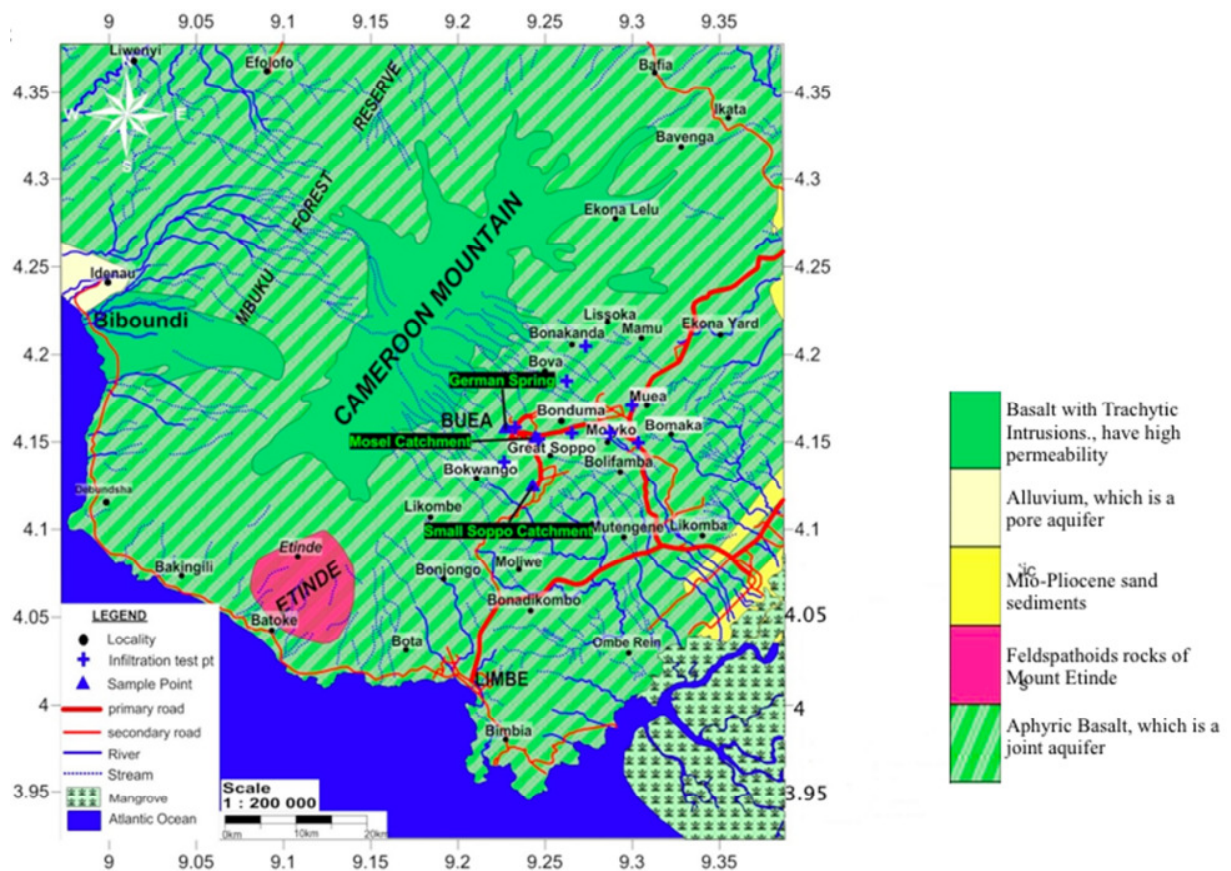 9 9.05 9.1 9.15 9.2 9.25 9.3 9.35
4.35
4.3
4.25
4.2
4.15
4.1
4.05
4
3.95
Liwenyi
Efolofo
RESERVE
Bafia
Ikata
Bavenga
W E
S
FOREST
MBUKU
Ekona Lelu
CAMEROON MOUNTAIN
Idenau
Biboundi
Lissoka
Bonakanda
Mamu
Ekona Yard
Bova
German Spring
Muea
BUEA
Bonduma
Mosel Catchment
Molyko
Bomaka
Great Soppo
Bokwango
Bolifamba
Debundsha
Likombe
Small Soppo Catchment
Mutengene
Likomba
Etinde
ETINDE
Bakingili
Bonjongo
Moliwe
Bonadikombo
Batoke
Bota
Ombe Rein
LIMBE
Bimbia
LEGEND
Locality
Infiltration test pt
Sample Point
primary road
secondary road
River
Stream
Mangrove
Atlantic Ocean
Scale
1 : 200 000
0km 10km 20km
4.35
4.3
4.25
4.2
4.15
4.1
4.05
4
3.95
9 9.05 9.1 9.15 9.2 9.25 9.3 9.35
Basalt with Trachytic
Intrusions., have high
permeability
Alluvium, which is a
pore aquifer
Mio-Pliocene sand
sediments
Feldspathoids rocks of
Mount Etinde
Aphyric Basalt, which is a
joint aquifer